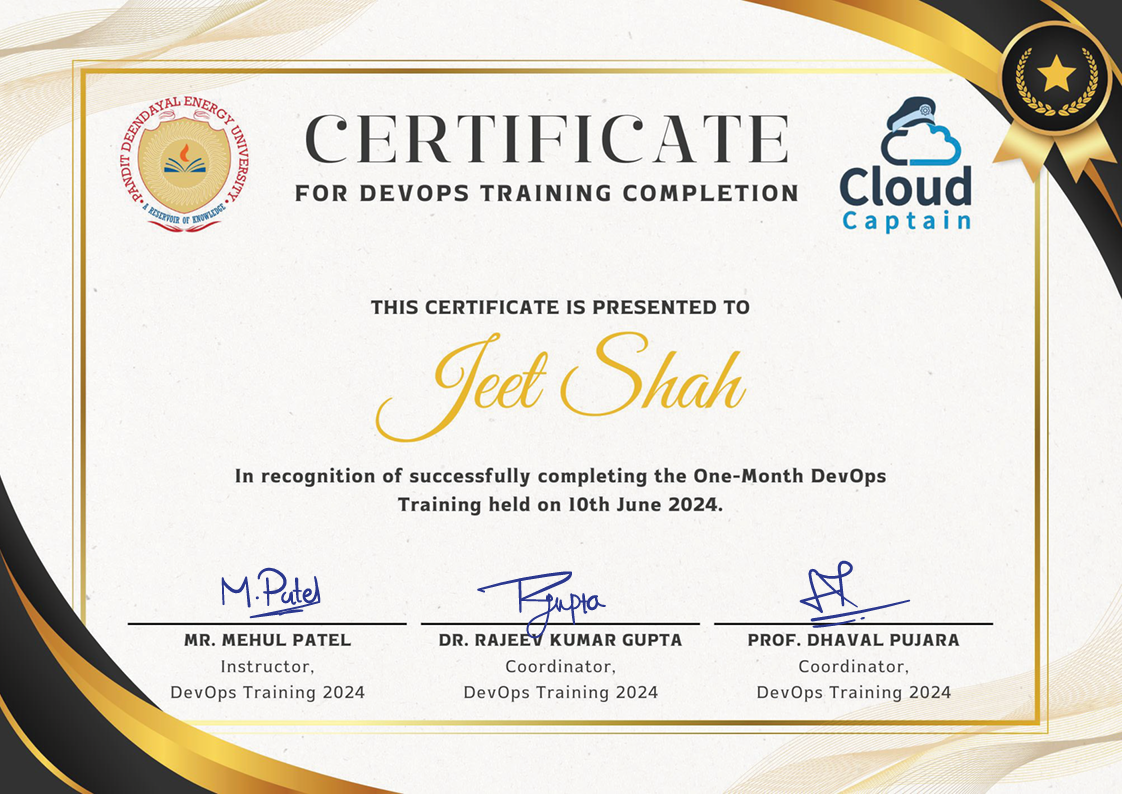 PANDIT DEENDAYAL ENERGY UNIVERSITY
A RESERVOIR OF KNOWLEDGE
CERTIFICATE
FOR DEVOPS TRAINING COMPLETION
Cloud
Captain
THIS CERTIFICATE IS PRESENTED TO
Jeet Shah
In recognition of successfully completing the One-Month DevOps
Training held on 10th June 2024.
M. Patel
RGupta
MR. MEHUL PATEL
DR. RAJEEV KUMAR GUPTA
PROF. DHAVAL PUJARA
Instructor,
Coordinator,
Coordinator,
DevOps Training 2024
DevOps Training 2024
DevOps Training 2024